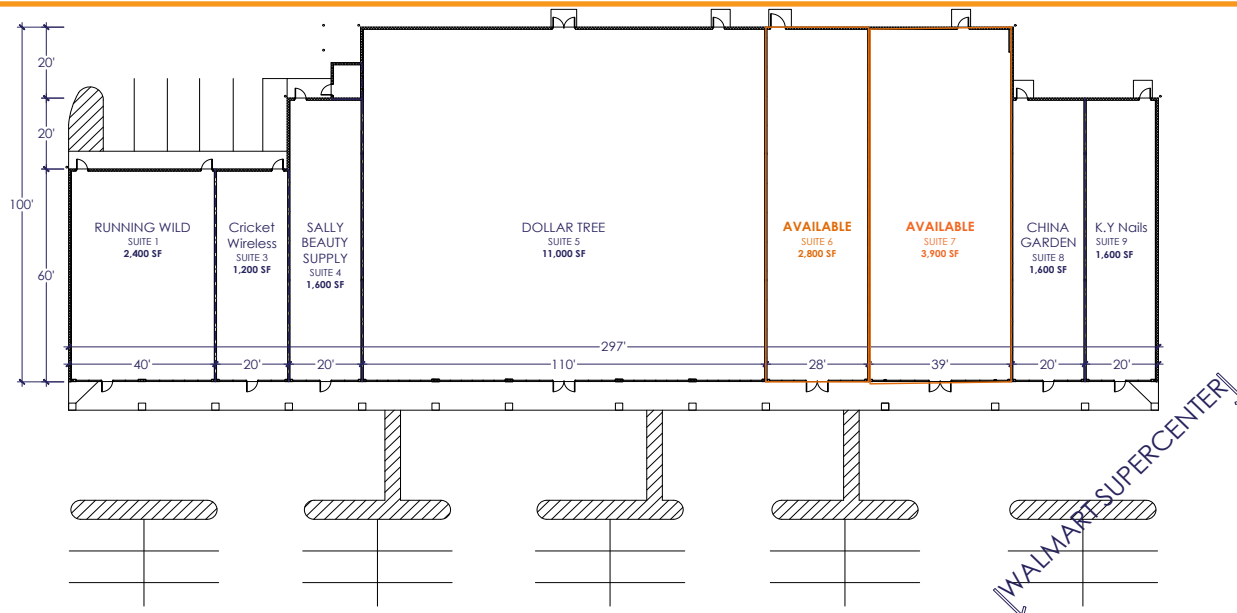 20'
20'
100'
60'
RUNNING WILD
SUITE 1
2,400 SF
Cricket
Wireless
SUITE 3
1,200 SF
SALLY
BEAUTY
SUPPLY
SUITE 4
1,600 SF
DOLLAR TREE
SUITE 5
11,000 SF
AVAILABLE
SUITE 6
2,800 SF
AVAILABLE
SUITE 7
3,900 SF
CHINA
GARDEN
SUITE 8
1,600 SF
K.Y Nails
SUITE 9
1,600 SF
297'
40'
20'
20'
110'
28'
39'
20'
20'
WALMART SUPERCENTER